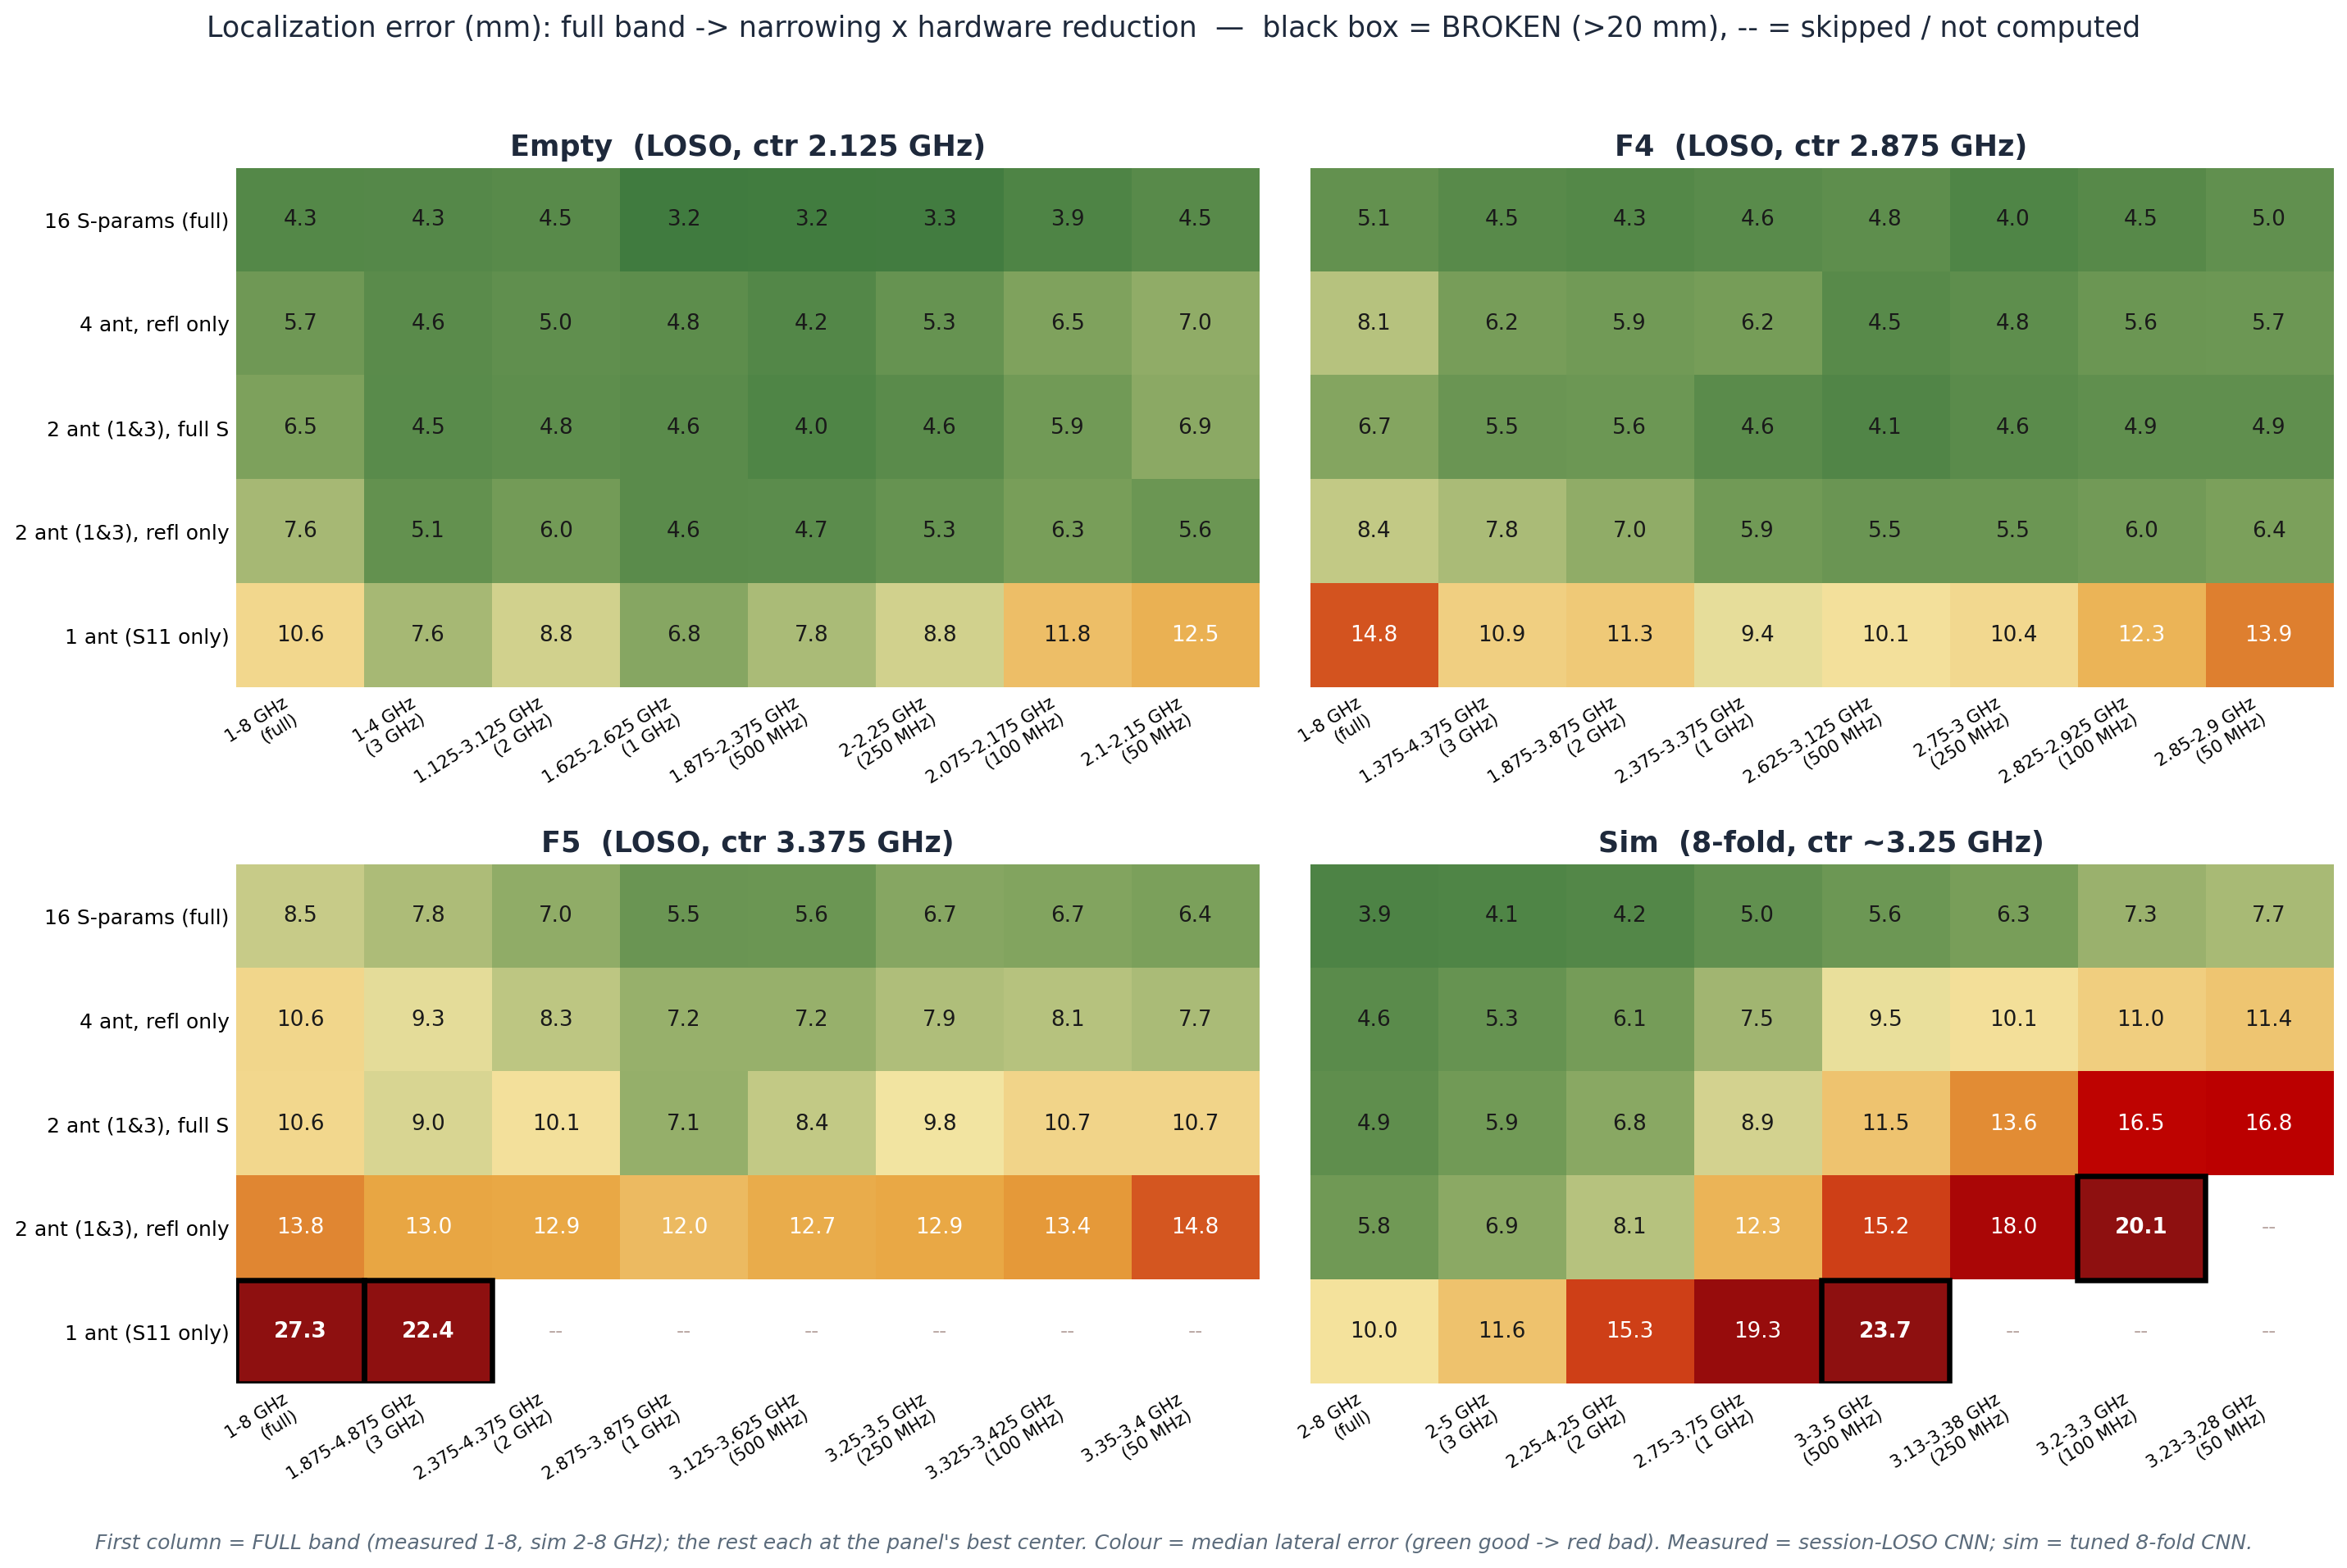 Localization error (mm): full band -> narrowing x hardware reduction — black box = BROKEN (>20 mm), -- = skipped / not computed
Empty (LOSO, ctr 2.125 GHz)
16 S-params (full) 4.3 4.3 4.5 3.2 3.2 3.3 3.9 4.5
4 ant, refl only 5.7 4.6 5.0 4.8 4.2 5.3 6.5 7.0
2 ant (1&3), full S 6.5 4.5 4.8 4.6 4.0 4.6 5.9 6.9
2 ant (1&3), refl only 7.6 5.1 6.0 4.6 4.7 5.3 6.3 5.6
1 ant (S11 only) 10.6 7.6 8.8 6.8 7.8 8.8 11.8 12.5
1-8 GHz
(full)
1-4 GHz
(3 GHz)
1.125-3.125 GHz
(2 GHz)
1.625-2.625 GHz
(1 GHz)
1.875-2.375 GHz
(500 MHz)
2-2.25 GHz
(250 MHz)
2.075-2.175 GHz
(100 MHz)
2.1-2.15 GHz
(50 MHz)
F4 (LOSO, ctr 2.875 GHz)
5.1 4.5 4.3 4.6 4.8 4.0 4.5 5.0
8.1 6.2 5.9 6.2 4.5 4.8 5.6 5.7
6.7 5.5 5.6 4.6 4.1 4.6 4.9 4.9
8.4 7.8 7.0 5.9 5.5 5.5 6.0 6.4
14.8 10.9 11.3 9.4 10.1 10.4 12.3 13.9
1-8 GHz
(full)
1.375-4.375 GHz
(3 GHz)
1.875-3.875 GHz
(2 GHz)
2.375-3.375 GHz
(1 GHz)
2.625-3.125 GHz
(500 MHz)
2.75-3 GHz
(250 MHz)
2.825-2.925 GHz
(100 MHz)
2.85-2.9 GHz
(50 MHz)
F5 (LOSO, ctr 3.375 GHz)
16 S-params (full) 8.5 7.8 7.0 5.5 5.6 6.7 6.7 6.4
4 ant, refl only 10.6 9.3 8.3 7.2 7.2 7.9 8.1 7.7
2 ant (1&3), full S 10.6 9.0 10.1 7.1 8.4 9.8 10.7 10.7
2 ant (1&3), refl only 13.8 13.0 12.9 12.0 12.7 12.9 13.4 14.8
1 ant (S11 only) 27.3 22.4 -- -- -- -- -- --
1-8 GHz
(full)
1.875-4.875 GHz
(3 GHz)
2.375-4.375 GHz
(2 GHz)
2.875-3.875 GHz
(1 GHz)
3.125-3.625 GHz
(500 MHz)
3.25-3.5 GHz
(250 MHz)
3.325-3.425 GHz
(100 MHz)
3.35-3.4 GHz
(50 MHz)
Sim (8-fold, ctr ~3.25 GHz)
3.9 4.1 4.2 5.0 5.6 6.3 7.3 7.7
4.6 5.3 6.1 7.5 9.5 10.1 11.0 11.4
4.9 5.9 6.8 8.9 11.5 13.6 16.5 16.8
5.8 6.9 8.1 12.3 15.2 18.0 20.1 --
10.0 11.6 15.3 19.3 23.7 -- -- --
2-8 GHz
(full)
2-5 GHz
(3 GHz)
2.25-4.25 GHz
(2 GHz)
2.75-3.75 GHz
(1 GHz)
3-3.5 GHz
(500 MHz)
3.13-3.38 GHz
(250 MHz)
3.2-3.3 GHz
(100 MHz)
3.23-3.28 GHz
(50 MHz)
First column = FULL band (measured 1-8, sim 2-8 GHz); the rest each at the panel's best center. Colour = median lateral error (green good -> red bad). Measured = session-LOSO CNN; sim = tuned 8-fold CNN.